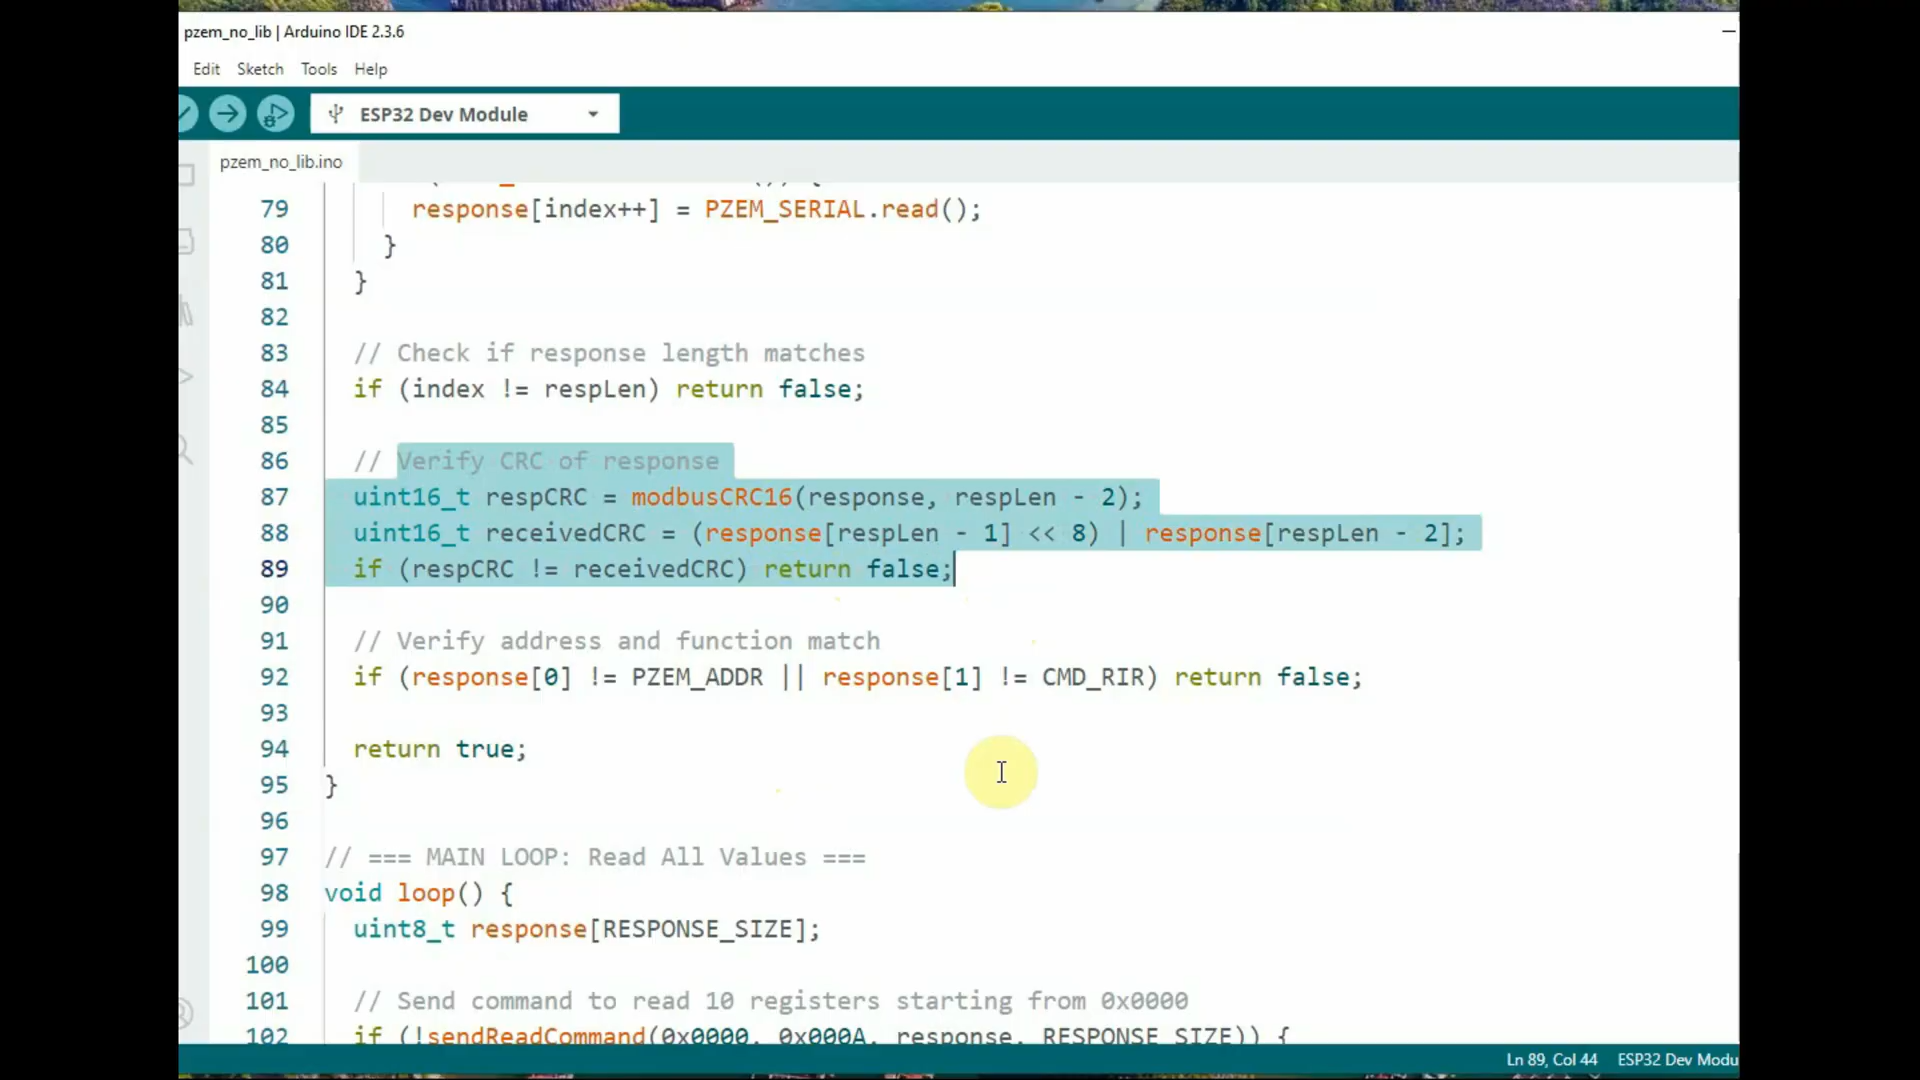 pzem_no_lib | Arduino IDE 2.3.6
Edit Sketch Tools Help
ESP32 Dev Module
pzem_no_lib.ino
79 response[index++] = PZEM_SERIAL.read();
80 }
81 }
82
83 // Check if response length matches
84 if (index != respLen) return false;
85
86 // Verify CRC of response
87 uint16_t respCRC = modbusCRC16(response, respLen - 2);
88 uint16_t receivedCRC = (response[respLen - 1] << 8) | response[respLen - 2];
89 if (respCRC != receivedCRC) return false;
90
91 // Verify address and function match
92 if (response[0] != PZEM_ADDR || response[1] != CMD_RIR) return false;
93
94 return true;
95 }
96
97 // === MAIN LOOP: Read All Values ===
98 void loop() {
99 uint8_t response[RESPONSE_SIZE];
100
101 // Send command to read 10 registers starting from 0x0000
102 if (!sendReadCommand(0x0000, 0x000A, response, RESPONSE_SIZE)) {
Ln 89, Col 44 ESP32 Dev Modu